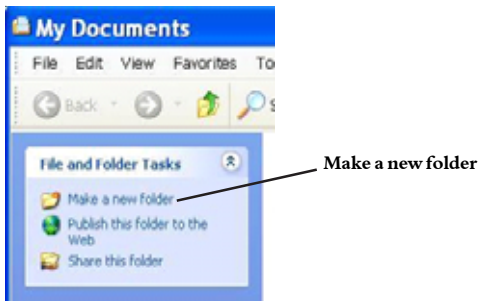 My Documents
File Edit View Favorites To
Back S
File and Folder Tasks
Make a new folder
Make a new folder
Publish this folder to the
Web
Share this folder